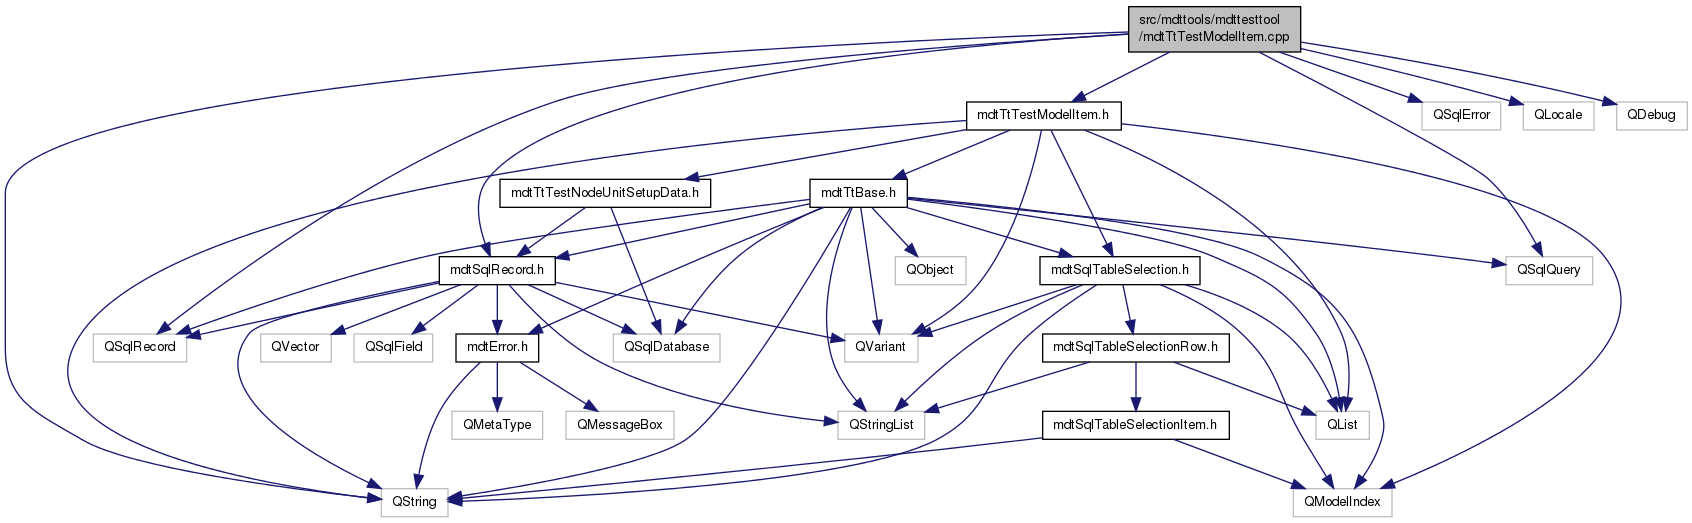 src/mdttools/mdttesttool
/mdtTtTestModelItem.cpp
mdtTtTestModelItem.h
QSqlError
QLocale
QDebug
mdtTtTestNodeUnitSetupData.h
mdtTtBase.h
mdtSqlRecord.h
QObject
mdtSqlTableSelection.h
QSqlQuery
QSqlRecord
QVector
QSqlField
mdtError.h
QSqlDatabase
QVariant
mdtSqlTableSelectionRow.h
QMetaType
QMessageBox
QStringList
mdtSqlTableSelectionItem.h
QList
QString
QModelIndex